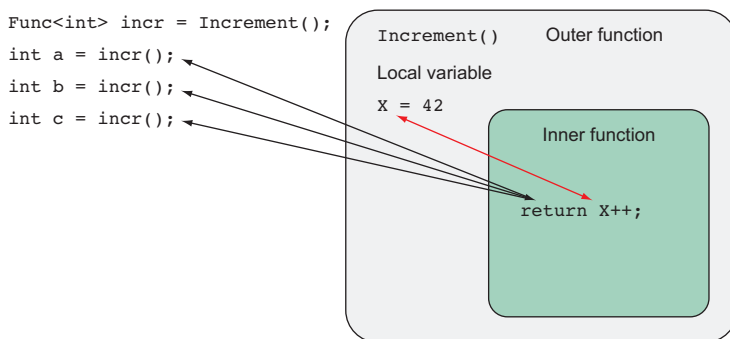 Func<int> incr = Increment();
int a = incr();
int b = incr();
int c = incr();
Increment() Outer function
Local variable
X = 42
Inner function
return X++;